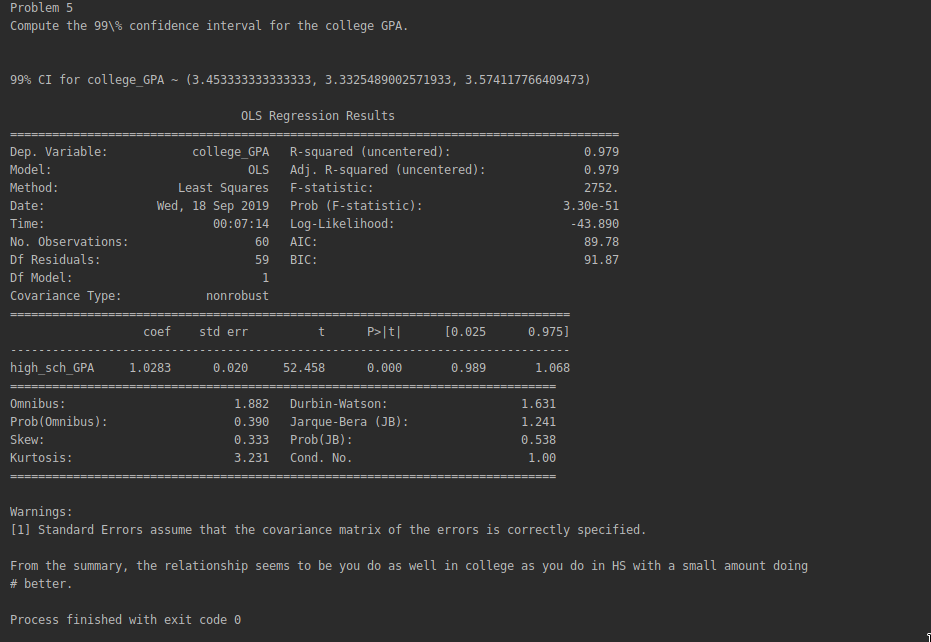 Problem 5
Compute the 99\% confidence interval for the college GPA.
99% CI for college_GPA ~ (3.453333333333333, 3.3325489002571933, 3.574117766409473)
OLS Regression Results
==============================================================================
Dep. Variable: college_GPA R-squared (uncentered): 0.979
Model: OLS Adj. R-squared (uncentered): 0.979
Method: Least Squares F-statistic: 2752.
Date: Wed, 18 Sep 2019 Prob (F-statistic): 3.30e-51
Time: 00:07:14 Log-Likelihood: -43.890
No. Observations: 60 AIC: 89.78
Df Residuals: 59 BIC: 91.87
Df Model: 1
Covariance Type: nonrobust
==============================================================================
coef std err t P>|t| [0.025 0.975]
------------------------------------------------------------------------------
high_sch_GPA 1.0283 0.020 52.458 0.000 0.989 1.068
==============================================================================
Omnibus: 1.882 Durbin-Watson: 1.631
Prob(Omnibus): 0.390 Jarque-Bera (JB): 1.241
Skew: 0.333 Prob(JB): 0.538
Kurtosis: 3.231 Cond. No. 1.00
==============================================================================
Warnings:
[1] Standard Errors assume that the covariance matrix of the errors is correctly specified.
From the summary, the relationship seems to be you do as well in college as you do in HS with a small amount doing
# better.
Process finished with exit code 0